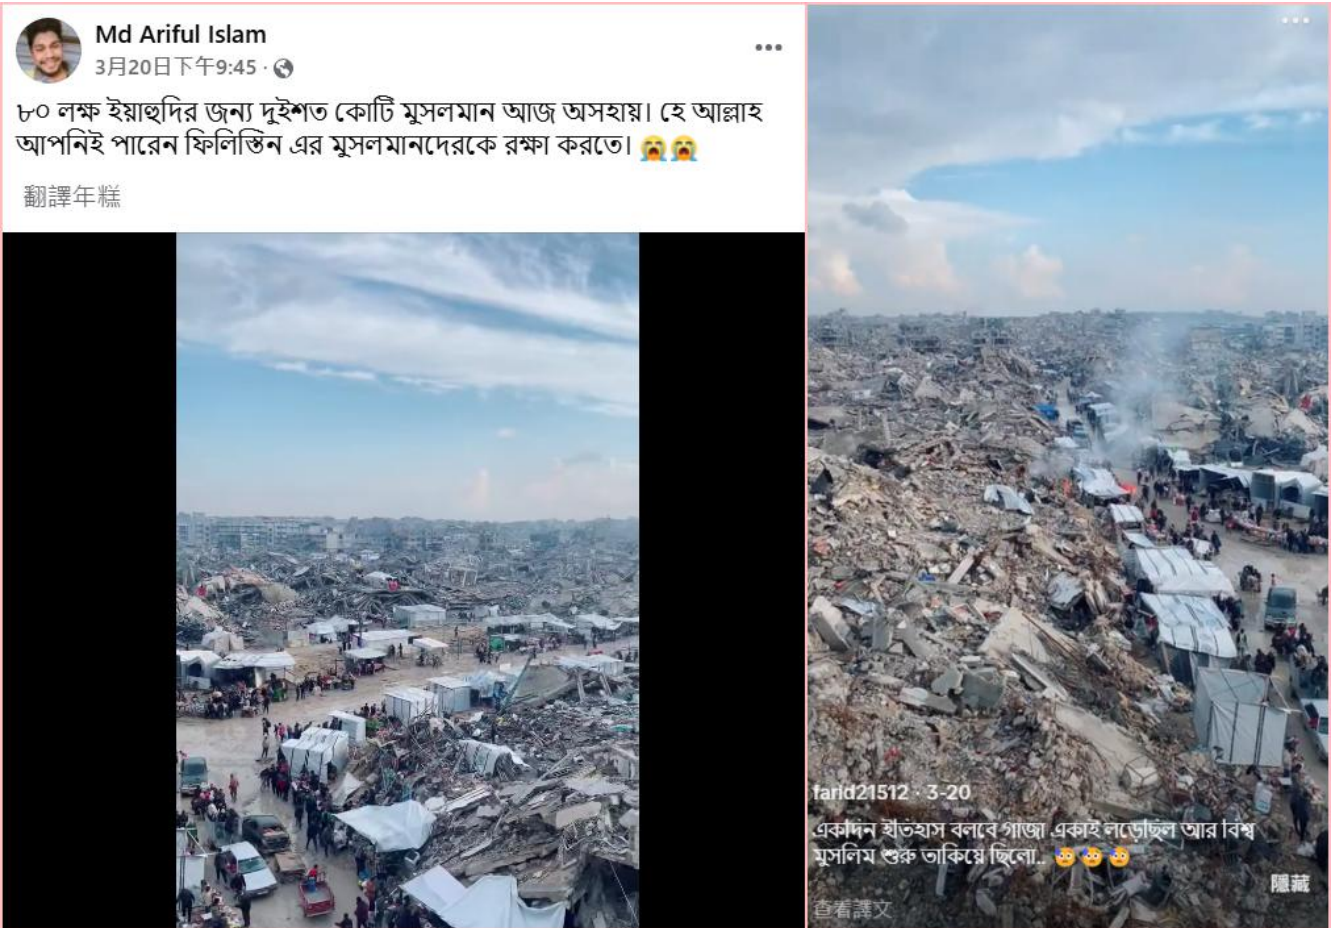 Md Ariful Islam
3月20日下午9:45 ·
৮০ লক্ষ ইয়াহুদির জন্য দুইশত কোটি মুসলমান আজ অসহায়। হে আল্লাহ
আপনিই পারেন ফিলিস্তিন এর মুসলমানদেরকে রক্ষা করতে। 😭😭
翻譯年糕
farid21512 · 3-20
একদিন ইতিহাস বলবে গাজা একাই লড়েছিল আর বিশ্ব
মুসলিম শুরু তাকিয়ে ছিলো.. 😳😳😳
隱藏
查看譯文